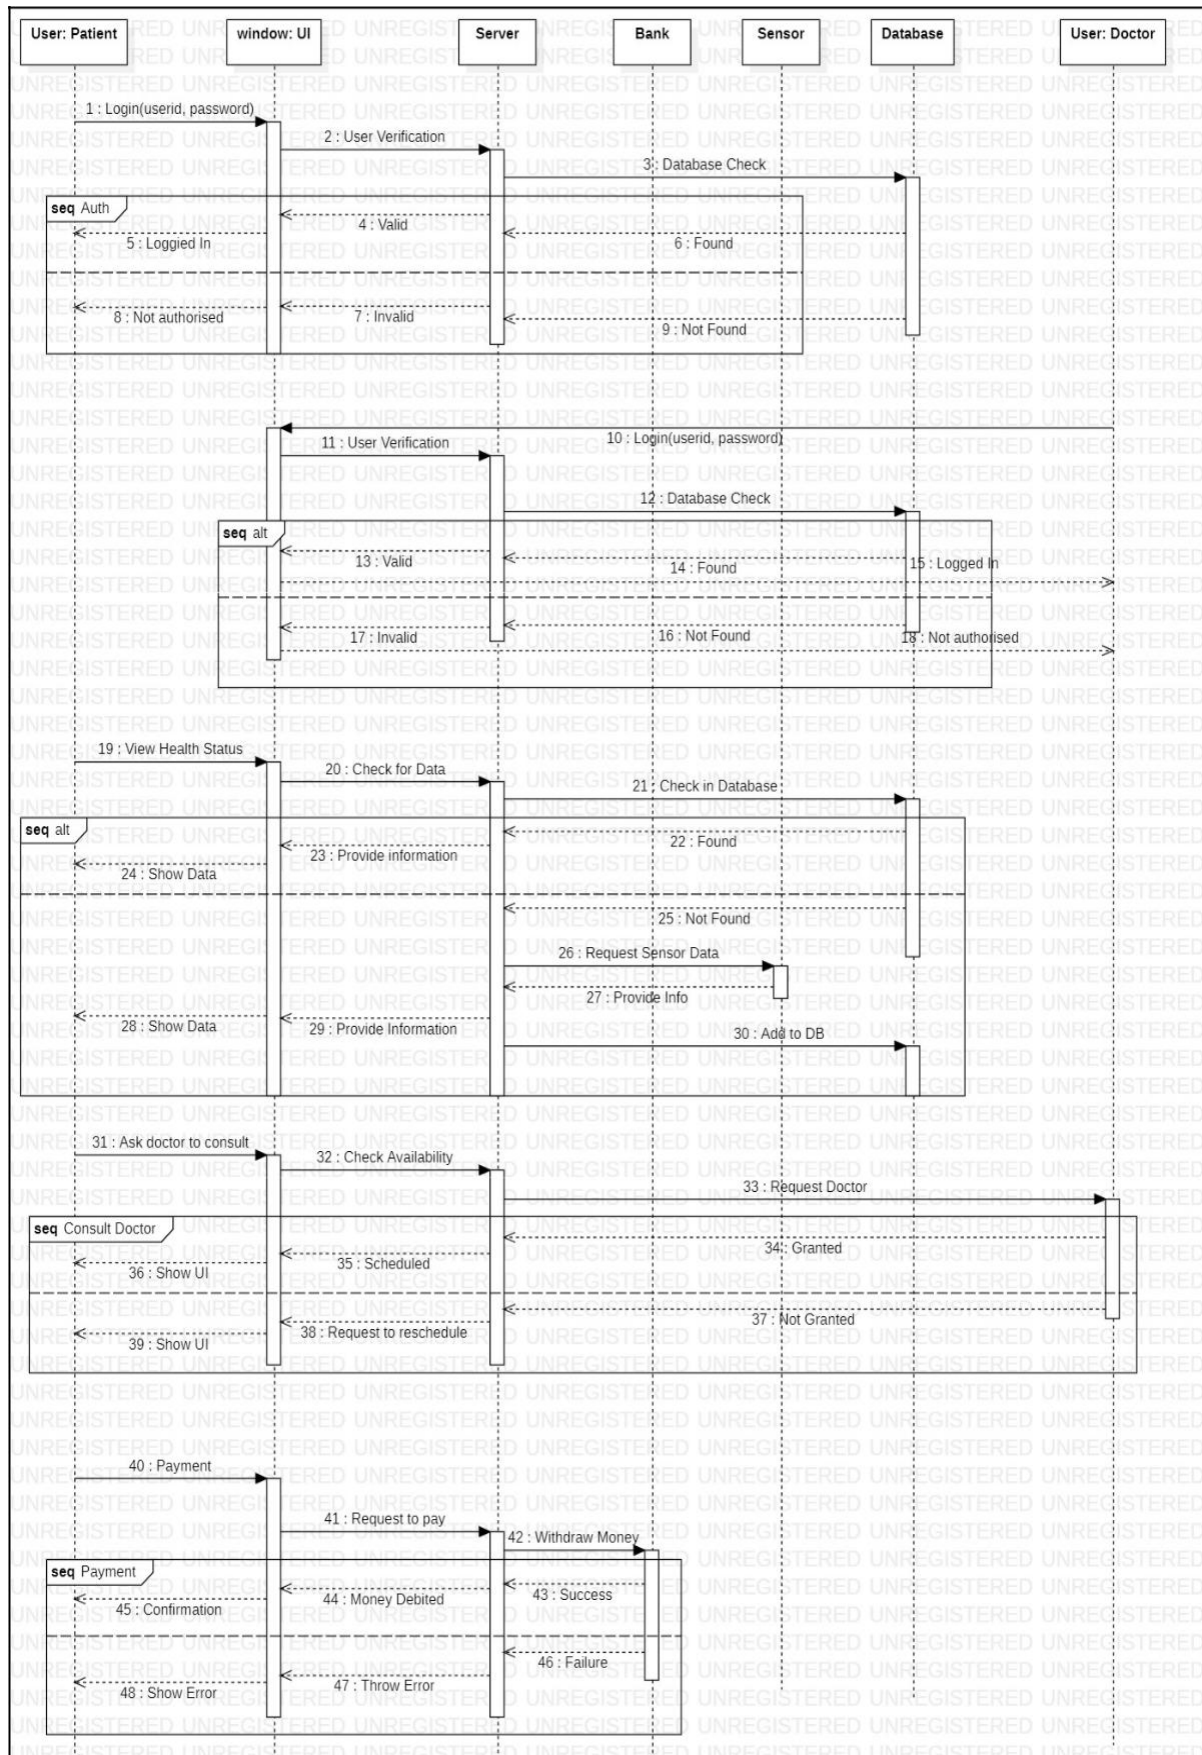 User: Patient
window: UI
Server
Bank
Sensor
Database
User: Doctor
1 : Login(userid, password)
2 : User Verification
3 : Database Check
seq Auth
4 : Valid
5 : Loggied In
6 : Found
7 : Invalid
8 : Not authorised
9 : Not Found
10 : Login(userid, password)
11 : User Verification
12 : Database Check
seq alt
13 : Valid
14 : Found
15 : Logged In
16 : Not Found
17 : Invalid
18 : Not authorised
19 : View Health Status
20 : Check for Data
21 : Check in Database
seq alt
22 : Found
23 : Provide information
24 : Show Data
25 : Not Found
26 : Request Sensor Data
27 : Provide Info
28 : Show Data
29 : Provide Information
30 : Add to DB
31 : Ask doctor to consult
32 : Check Availability
33 : Request Doctor
seq Consult Doctor
34 : Granted
35 : Scheduled
36 : Show UI
37 : Not Granted
38 : Request to reschedule
39 : Show UI
40 : Payment
41 : Request to pay
42 : Withdraw Money
seq Payment
43 : Success
44 : Money Debited
45 : Confirmation
46 : Failure
47 : Throw Error
48 : Show Error
UNREGISTERED